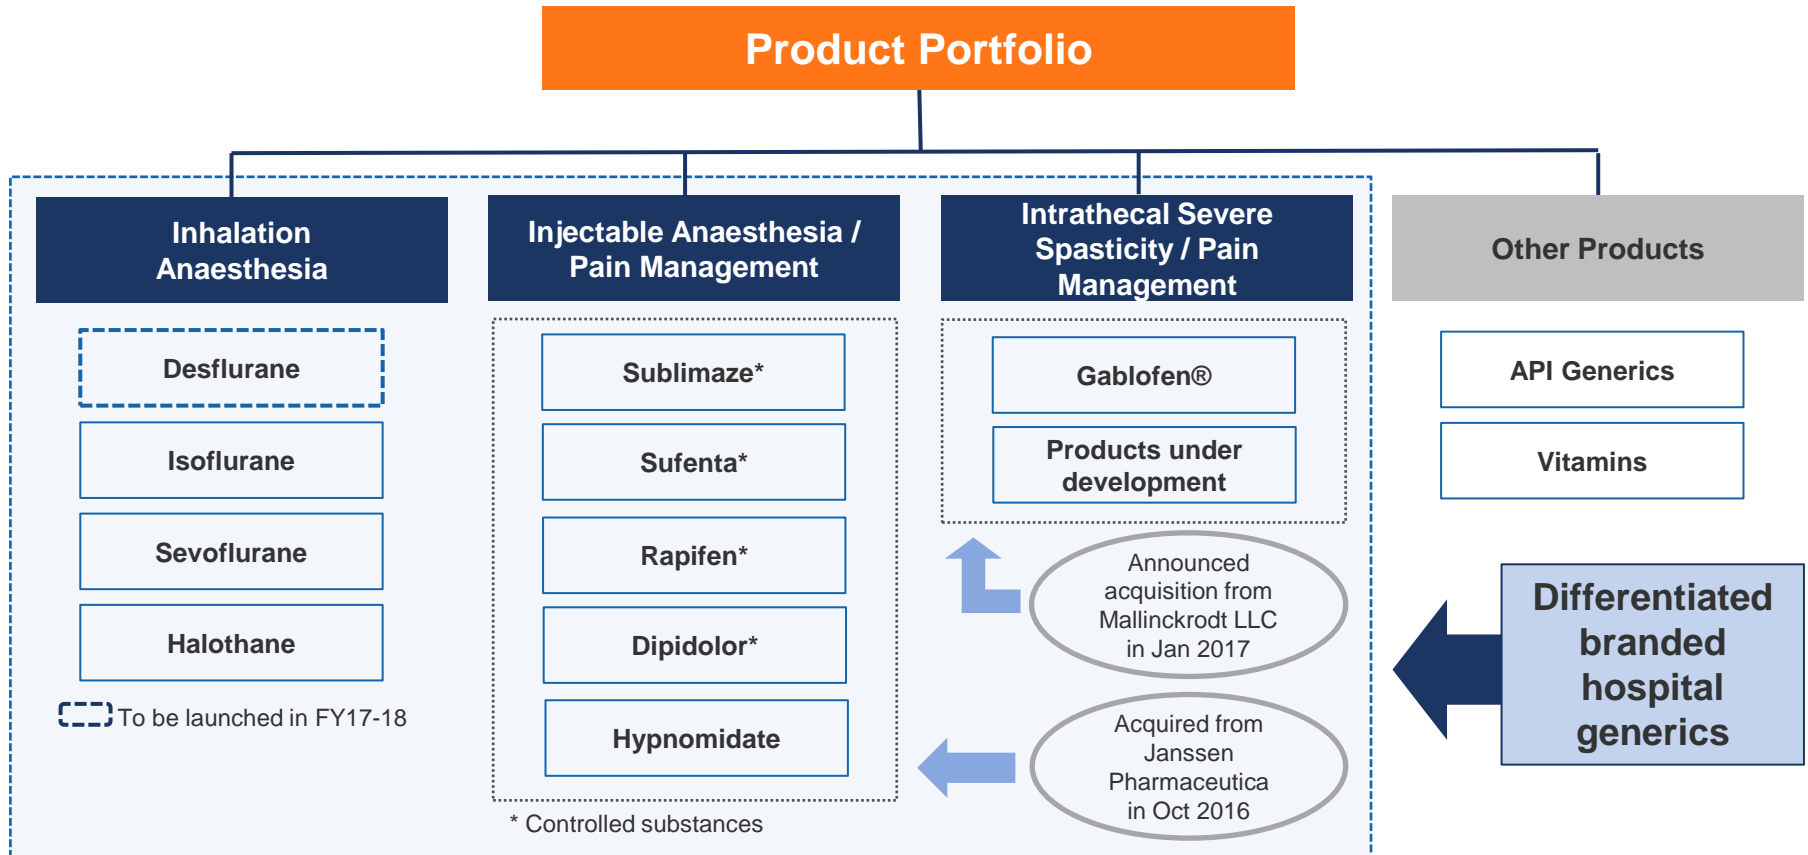 Product Portfolio
Inhalation
Anaesthesia
Desflurane
Isoflurane
Sevoflurane
Halothane
To be launched in FY17-18
Injectable Anaesthesia /
Pain Management
Sublimaze*
Sufenta*
Rapifen*
Dipidolor*
Hypnomidate
* Controlled substances
Intrathecal Severe
Spasticity / Pain
Management
Gablofen®
Products under
development
Announced
acquisition from
Mallinckrodt LLC
in Jan 2017
Acquired from
Janssen
Pharmaceutica
in Oct 2016
Other Products
API Generics
Vitamins
Differentiated
branded
hospital
generics